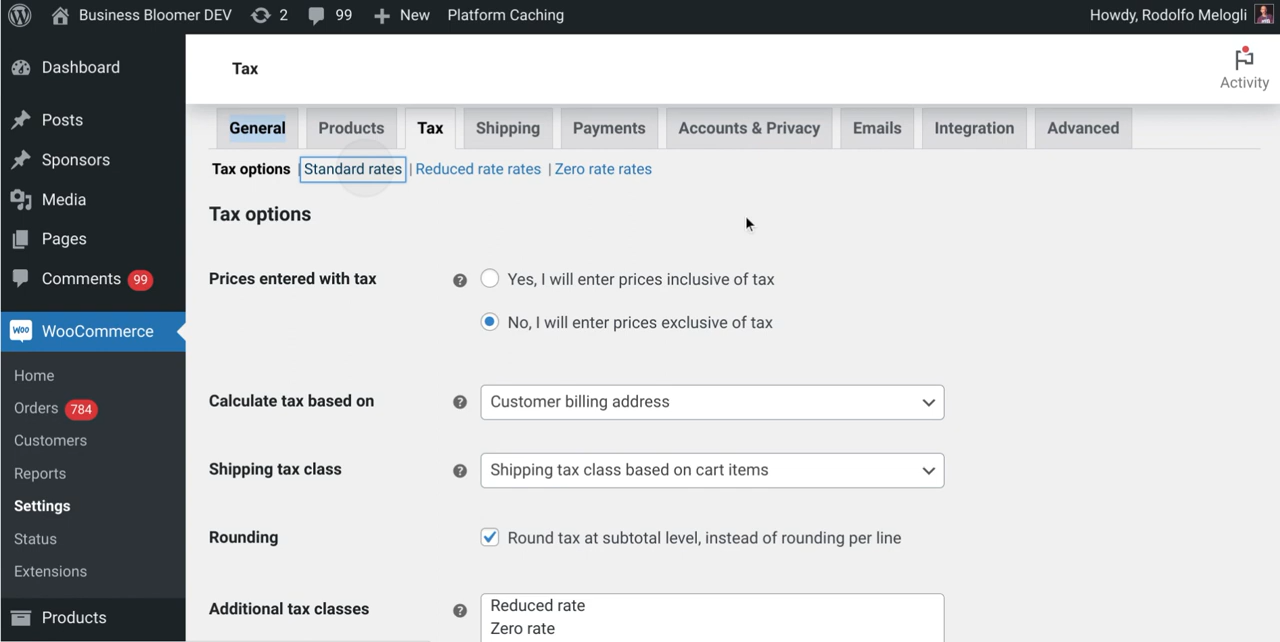 Business Bloomer DEV 2 99 New Platform Caching Howdy, Rodolfo Melogli
Dashboard
Posts
Sponsors
Media
Pages
Comments 99
WOO WooCommerce
Home
Orders 784
Customers
Reports
Settings
Status
Extensions
Products
Tax
Activity
General Products Tax Shipping Payments Accounts & Privacy Emails Integration Advanced
Tax options | Standard rates | Reduced rate rates | Zero rate rates
Tax options
Prices entered with tax ? Yes, I will enter prices inclusive of tax
No, I will enter prices exclusive of tax
Calculate tax based on ? Customer billing address
Shipping tax class ? Shipping tax class based on cart items
Rounding Round tax at subtotal level, instead of rounding per line
Additional tax classes ? Reduced rate
Zero rate